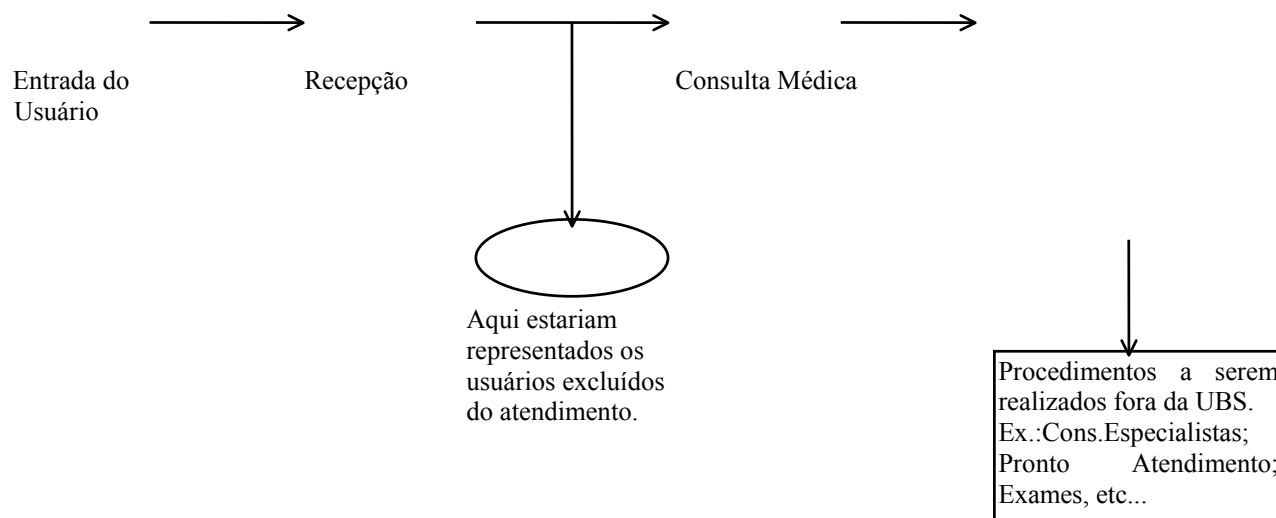 Entrada do
Usuário
Recepção
Consulta Médica
Aqui estariam
representados os
usuários excluídos
do atendimento.
Procedimentos a serem
realizados fora da UBS.
Ex.:Cons.Especialistas;
Pronto Atendimento;
Exames, etc...